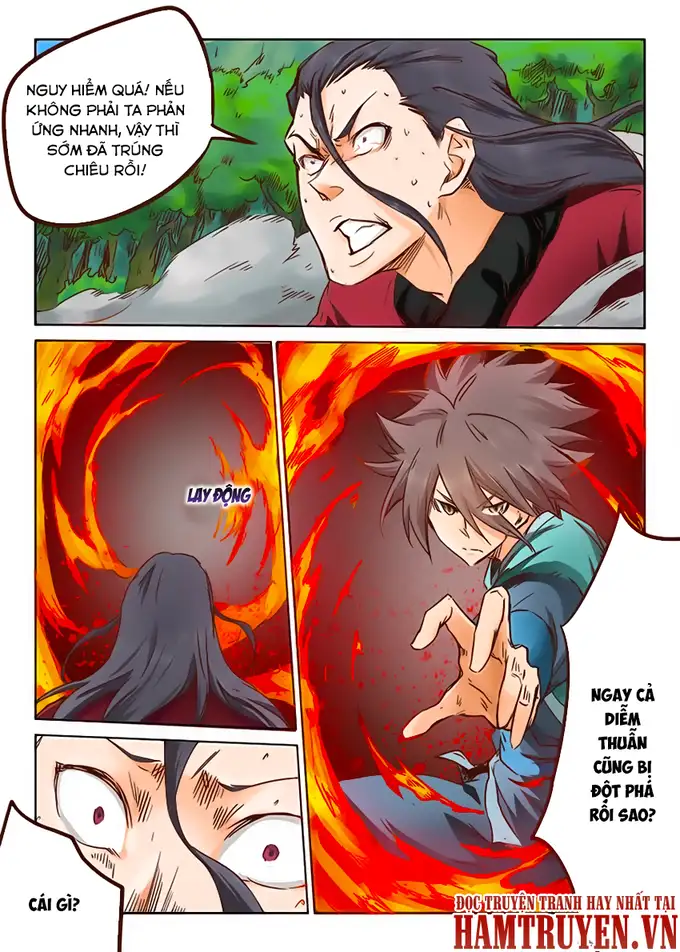 NGUY HIỂM QUÁ! NẾU
KHÔNG PHẢI TA PHẢN
ỨNG NHANH, VẬY THÌ
SỚM ĐÃ TRÚNG
CHIÊU RỒI!
LAY ĐỘNG
NGAY CẢ
DIỄM
THUẪN
CŨNG BỊ
ĐỘT PHÁ
RỒI SAO?
CÁI GÌ?
ĐỌC TRUYỆN TRANH HAY NHẤT TẠI
HAMTRUYEN.VN